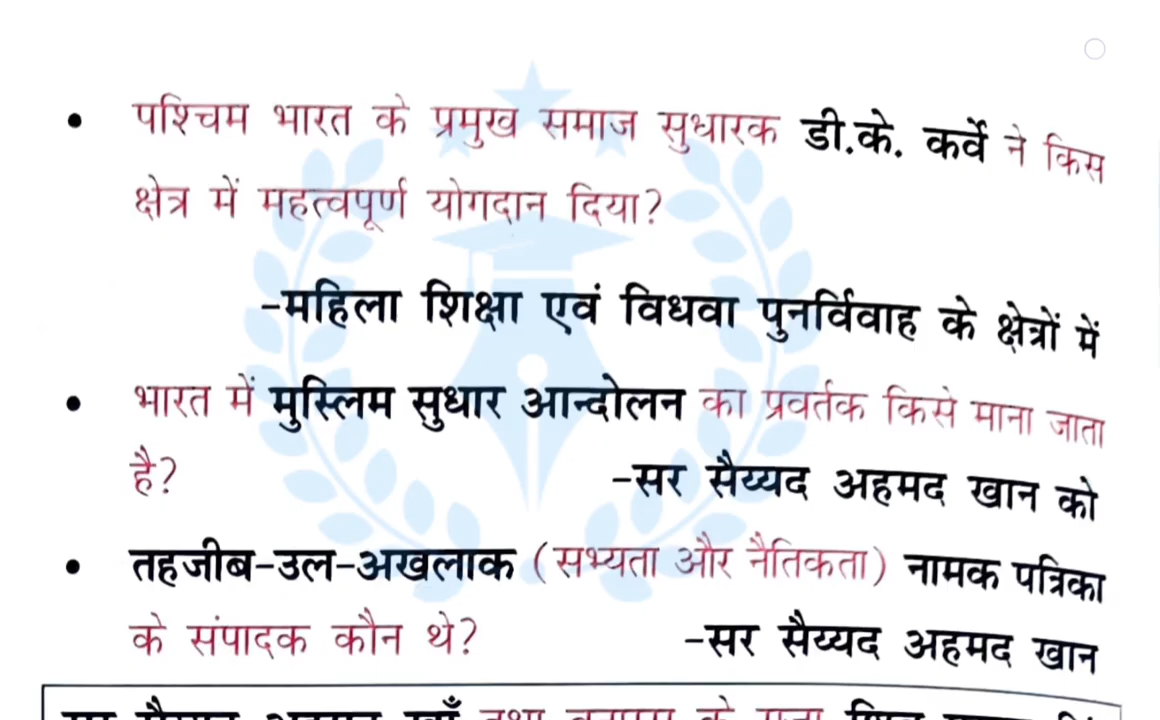 • पश्चिम भारत के प्रमुख समाज सुधारक डी.के. कर्वे ने किस
क्षेत्र में महत्वपूर्ण योगदान दिया?
-महिला शिक्षा एवं विधवा पुनर्विवाह के क्षेत्रों में
• भारत में मुस्लिम सुधार आन्दोलन का प्रवर्तक किसे माना जाता
है? -सर सैय्यद अहमद खान को
• तहजीब-उल-अखलाक (सभ्यता और नैतिकता) नामक पत्रिका
के संपादक कौन थे? -सर सैय्यद अहमद खान